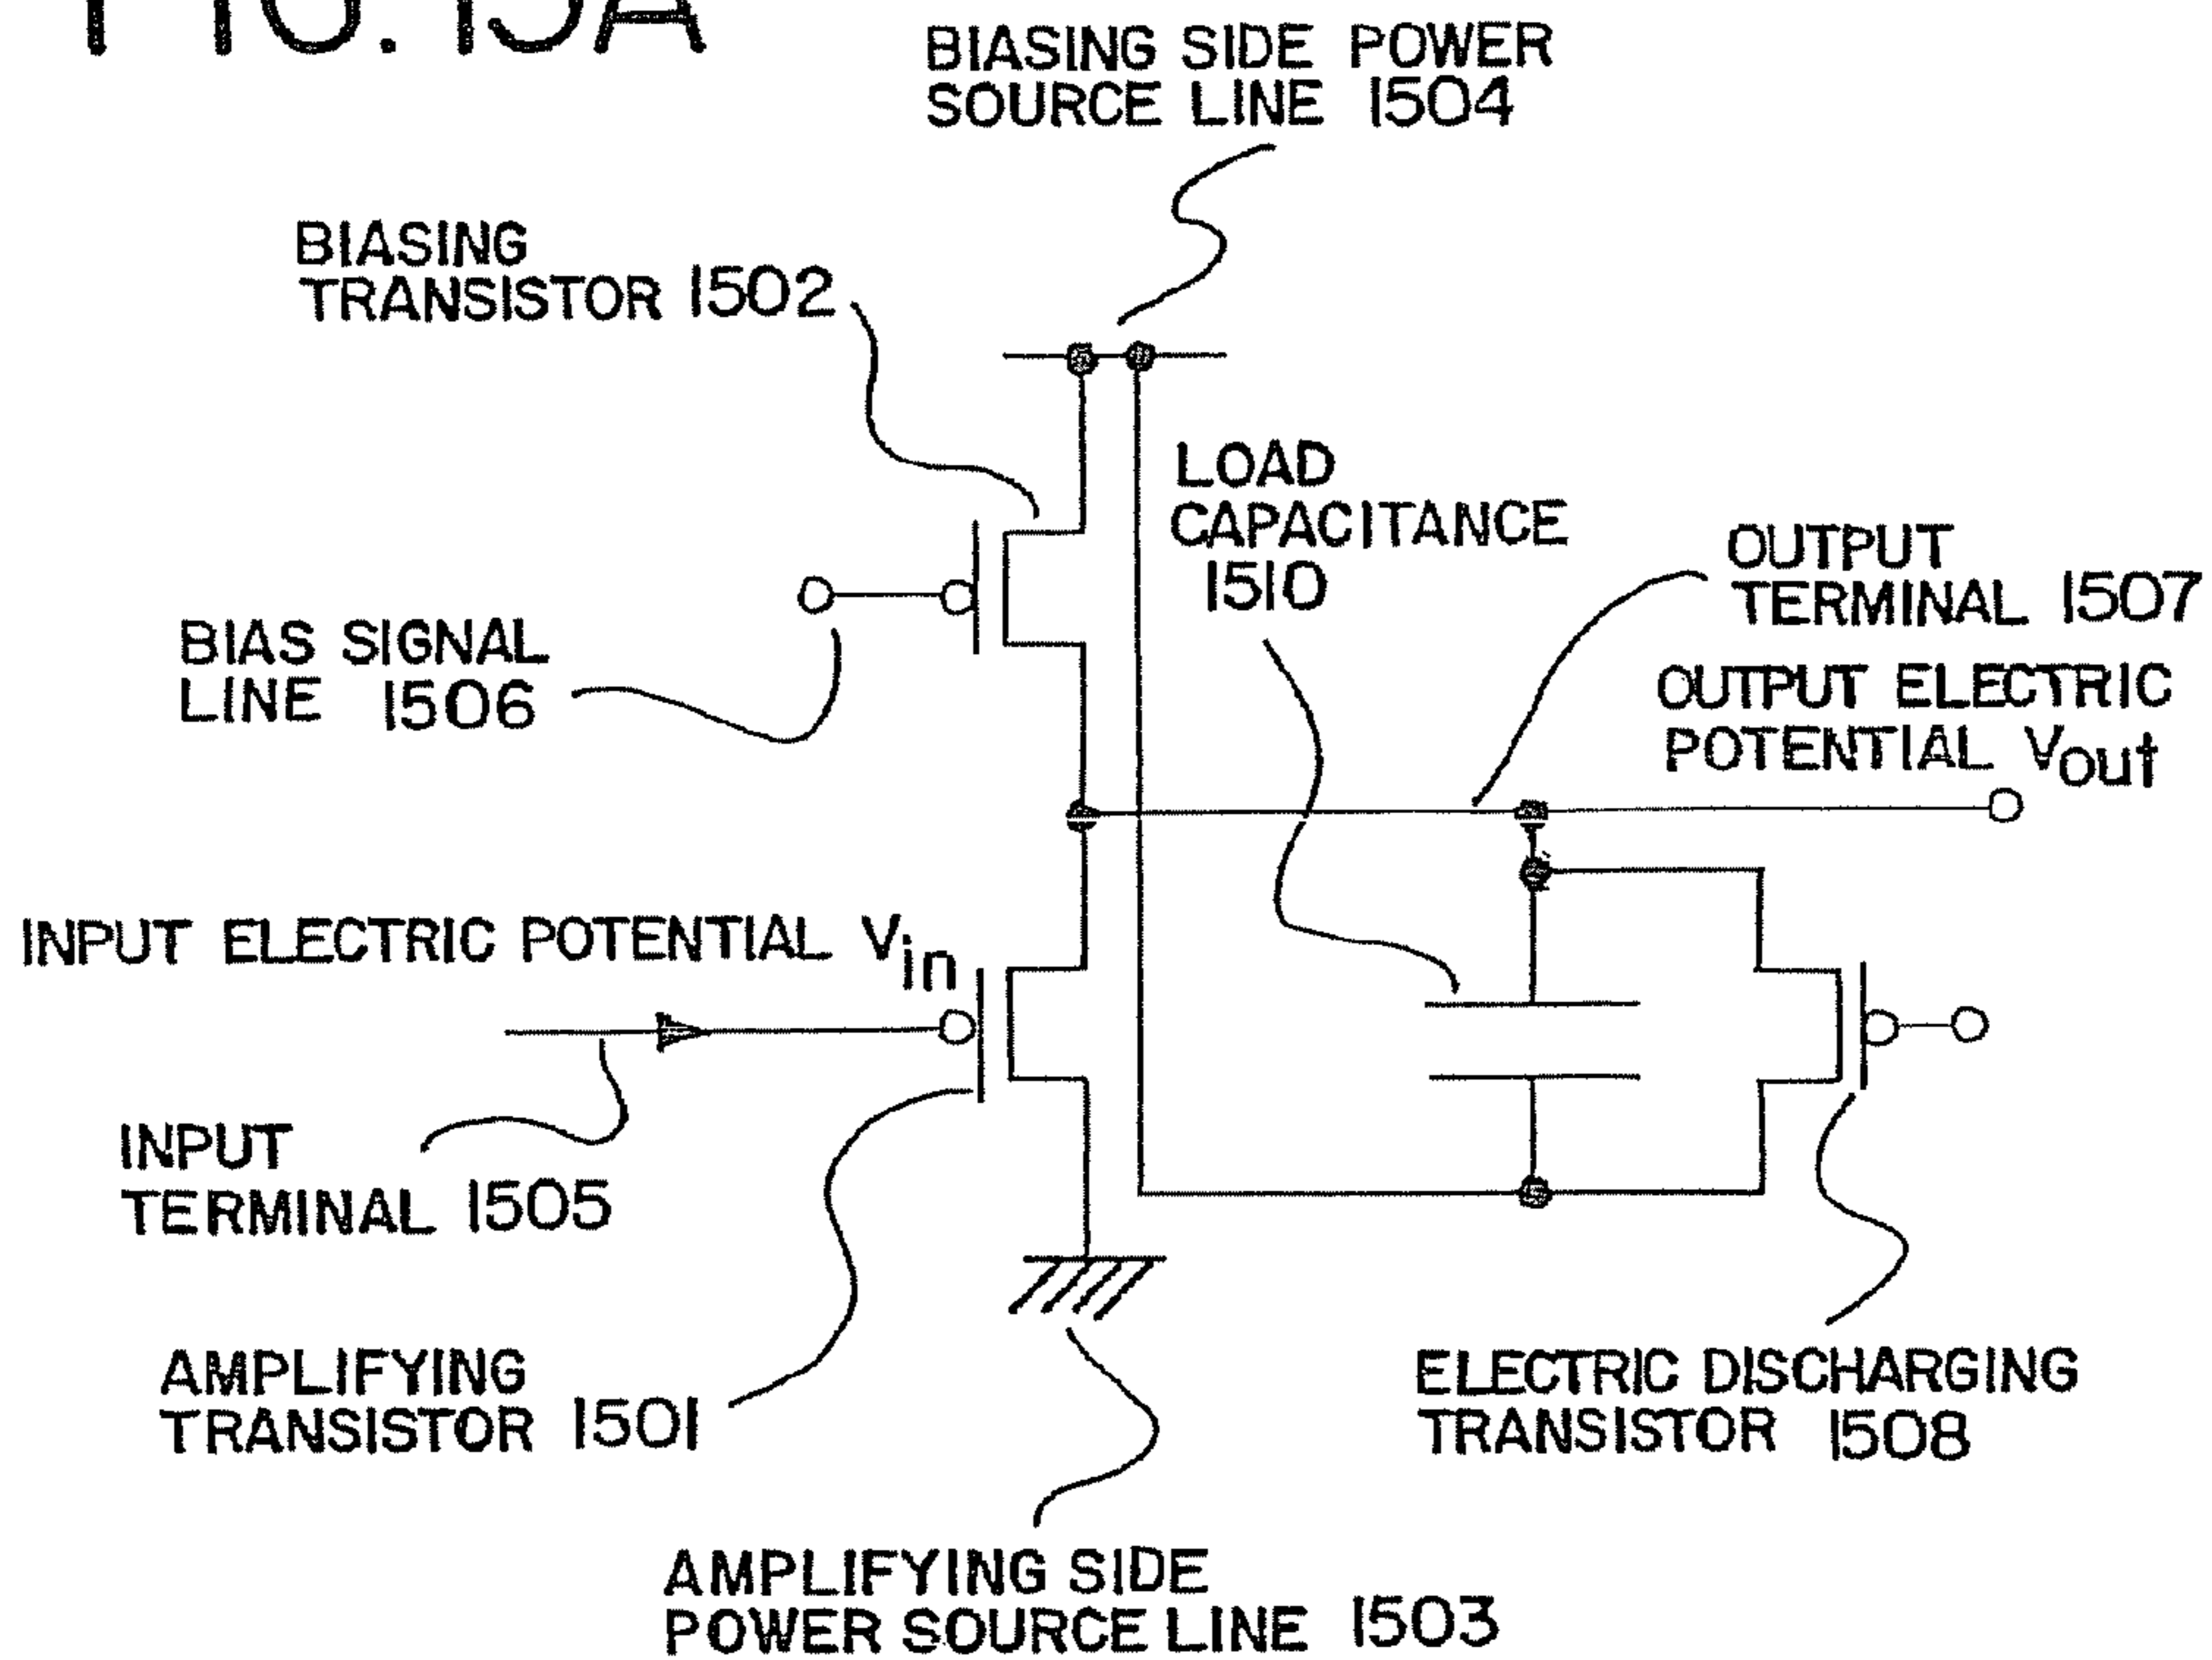 FIG. 15A
BIASING SIDE POWER
SOURCE LINE 1504
BIASING
TRANSISTOR 1502
LOAD
CAPACITANCE
1510
OUTPUT
TERMINAL 1507
BIAS SIGNAL
LINE 1506
OUTPUT ELECTRIC
POTENTIAL Vout
INPUT ELECTRIC POTENTIAL Vin
INPUT
TERMINAL 1505
AMPLIFYING
TRANSISTOR 1501
ELECTRIC DISCHARGING
TRANSISTOR 1508
AMPLIFYING SIDE
POWER SOURCE LINE 1503